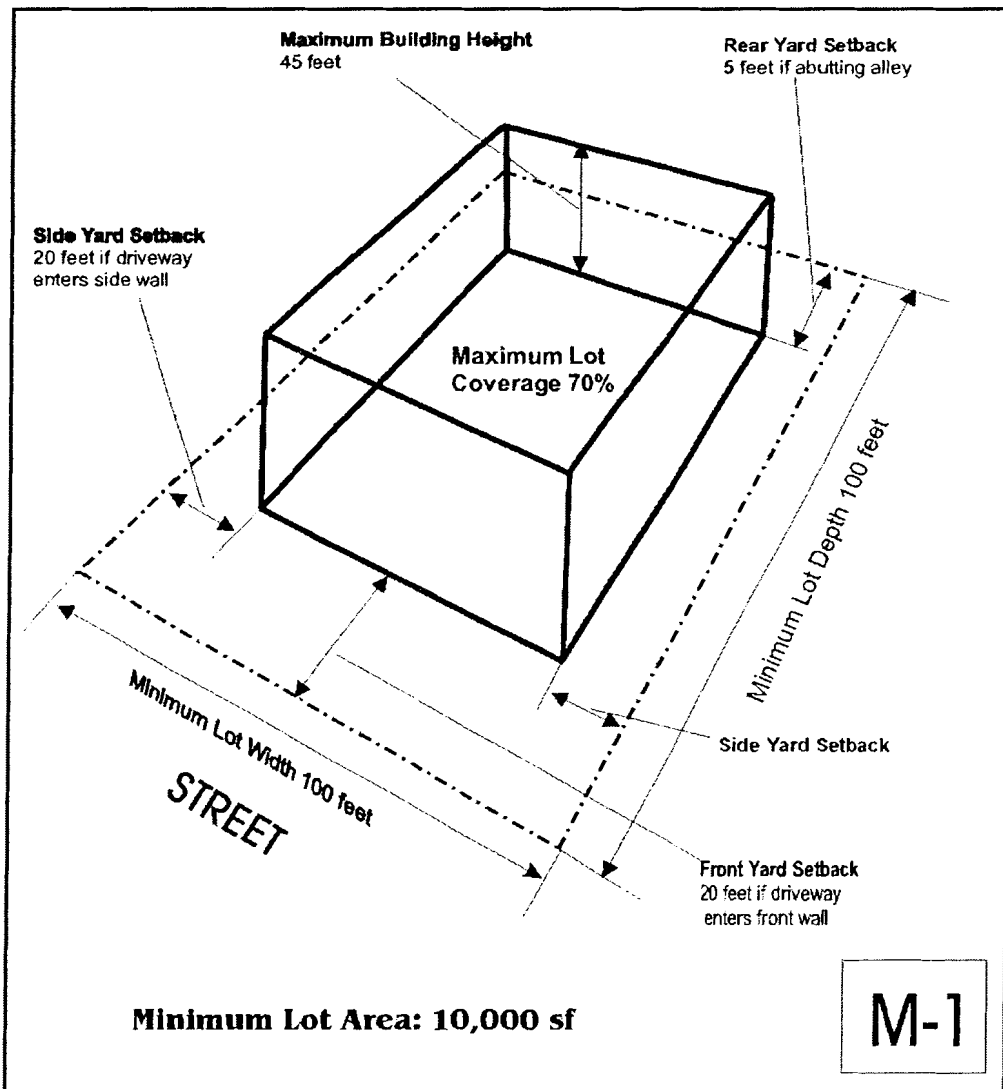 Maximum Building Height
45 feet
Rear Yard Setback
5 feet if abutting alley
Side Yard Setback
20 feet if driveway
enters side wall
Maximum Lot
Coverage 70%
Minimum Lot Depth 100 feet
Side Yard Setback
Minimum Lot Width 100 feet
STREET
Front Yard Setback
20 feet if driveway
enters front wall
Minimum Lot Area: 10,000 sf
M-1